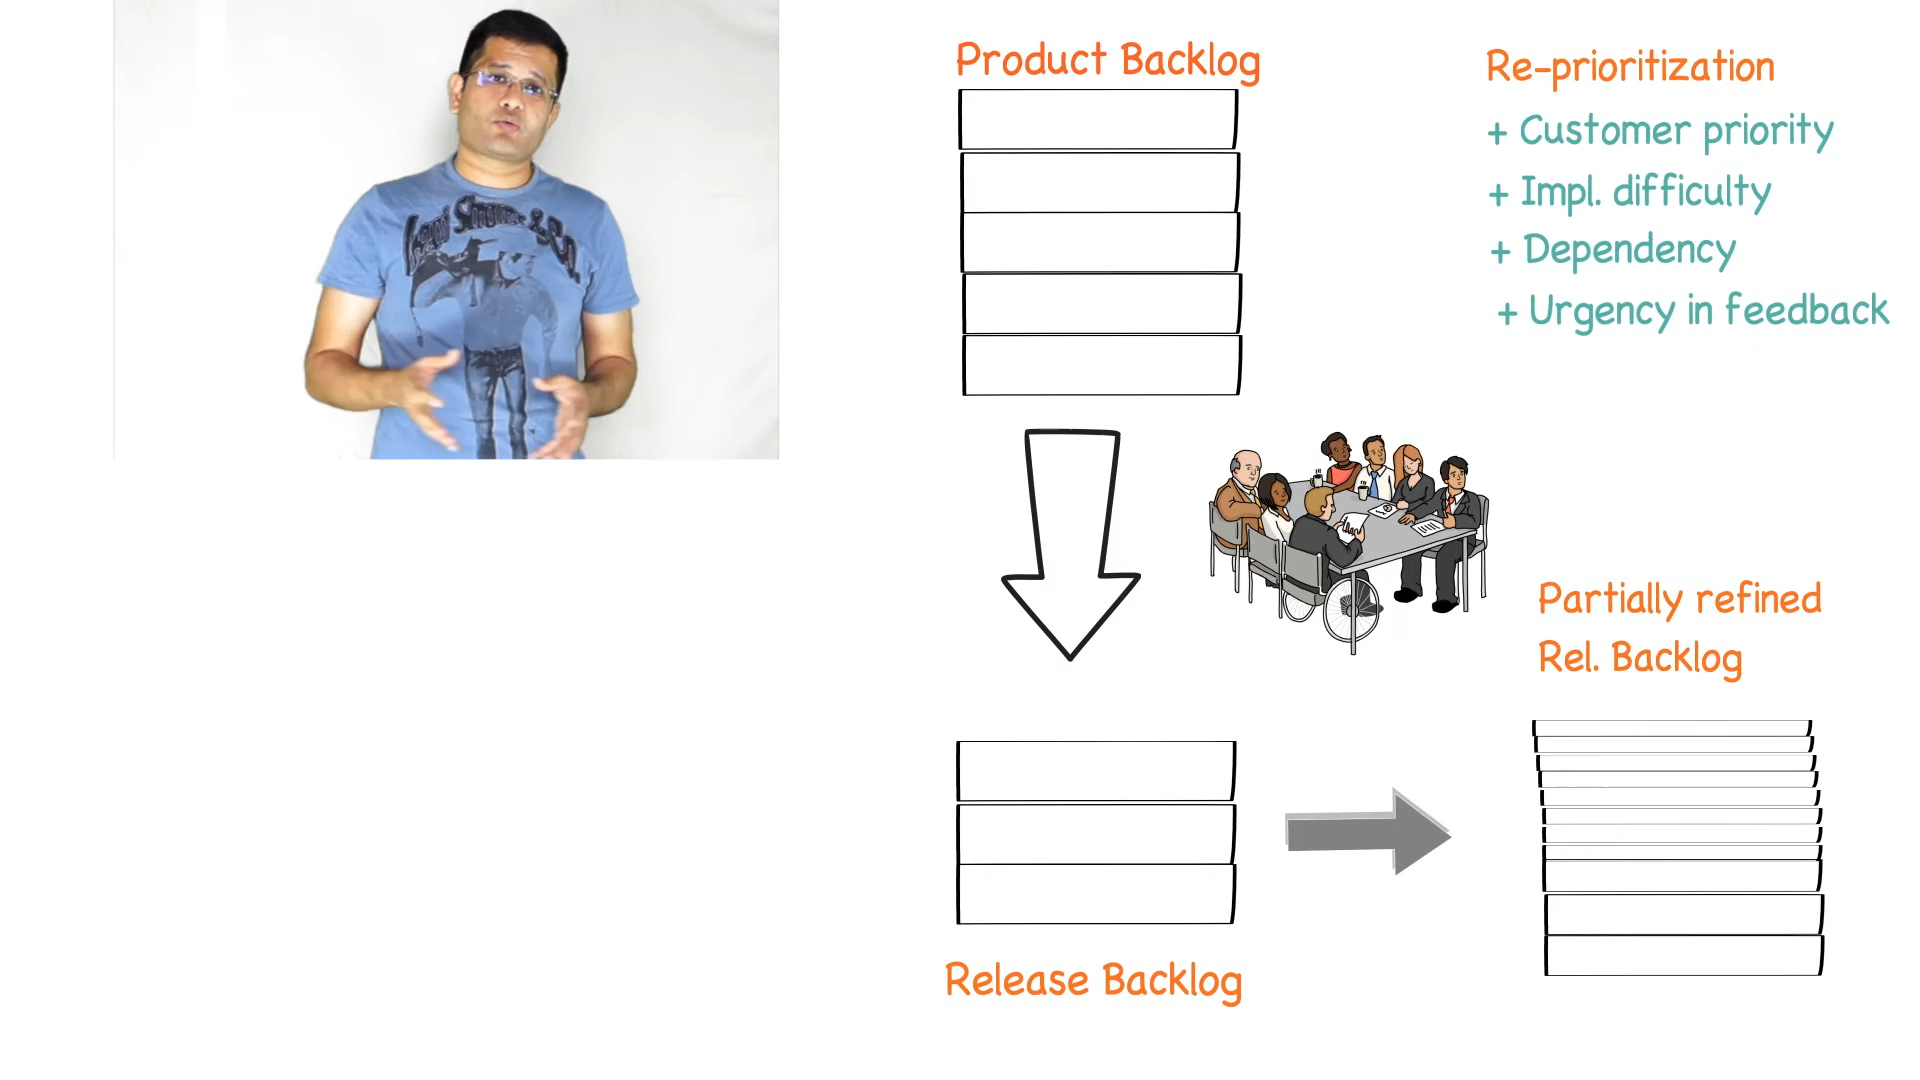 Product Backlog
Re-prioritization
+ Customer priority
+ Impl. difficulty
+ Dependency
+ Urgency in feedback
Partially refined
Rel. Backlog
Release Backlog